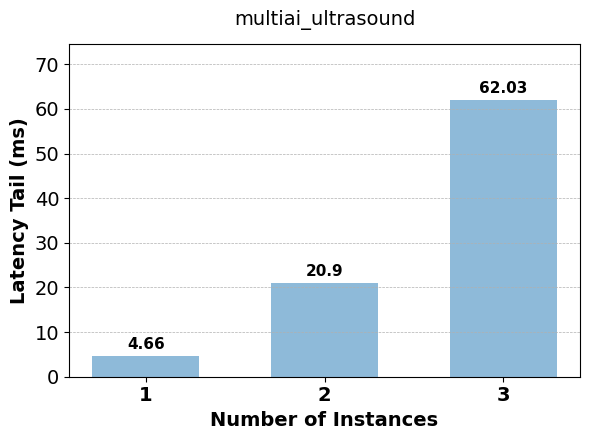 multiai_ultrasound
Latency Tail (ms)
70
60
50
40
30
20
10
0
4.66
20.9
62.03
1 2 3
Number of Instances